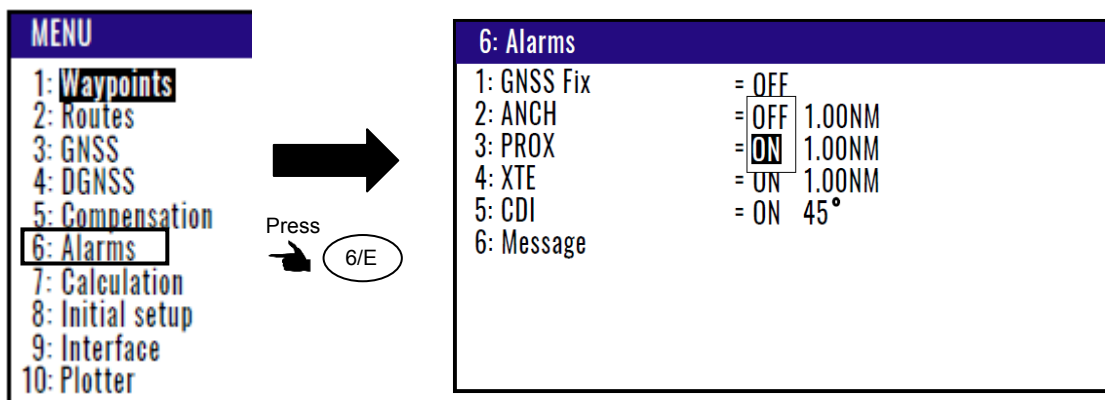 MENU
1: Waypoints
2: Routes
3: GNSS
4: DGNSS
5: Compensation
6: Alarms
7: Calculation
8: Initial setup
9: Interface
10: Plotter
Press
6/E
6: Alarms
1: GNSS Fix = OFF
2: ANCH = OFF 1.00NM
3: PROX = ON 1.00NM
4: XTE = ON 1.00NM
5: CDI = ON 45°
6: Message